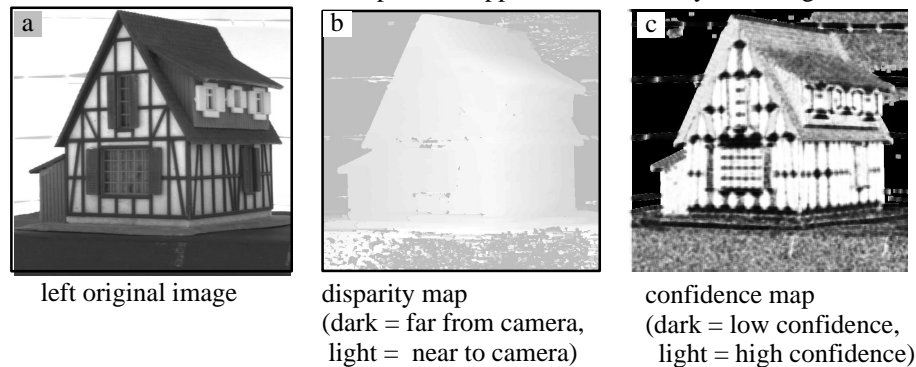 a
b
c
left original image
disparity map
(dark = far from camera,
light = near to camera)
confidence map
(dark = low confidence,
light = high confidence)